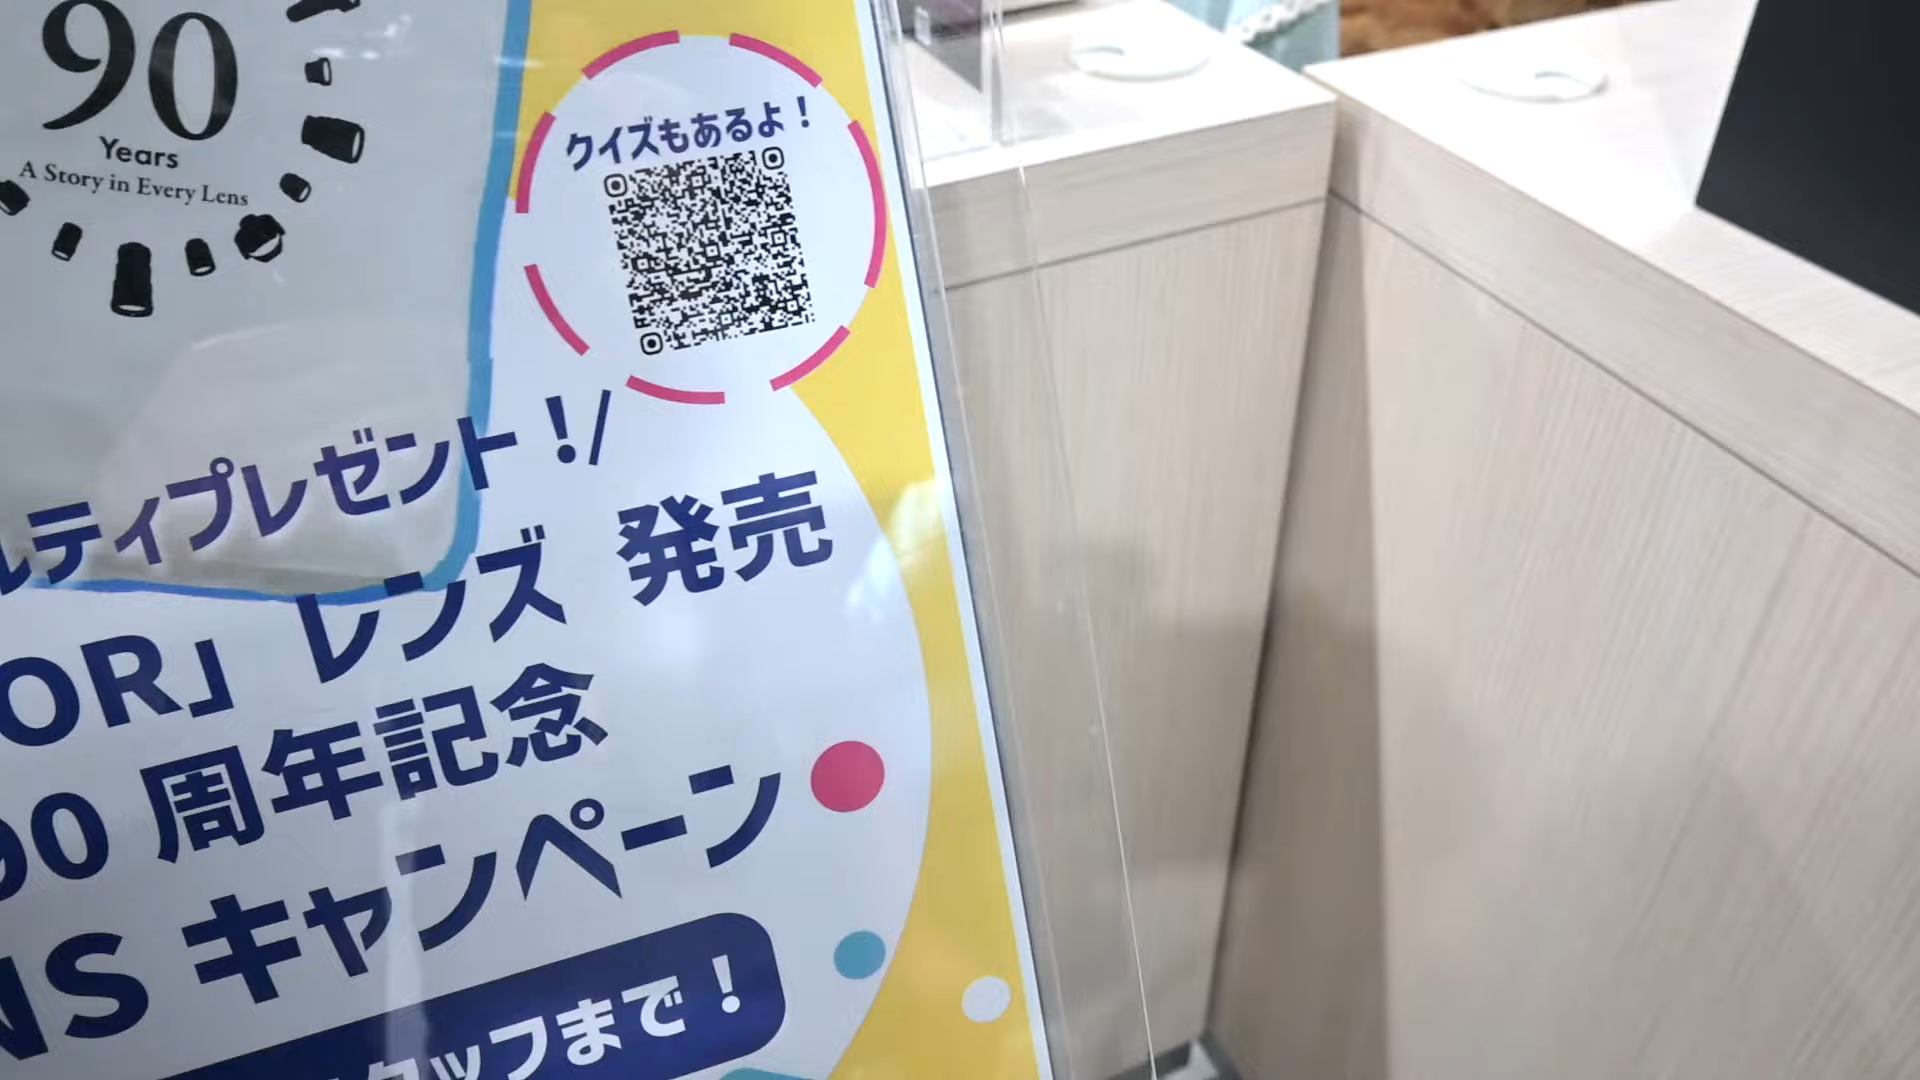 90
Years
A Story in Every Lens
クイズもあるよ！
ルティプレゼント！/
OR」レンズ 発売
90 周年記念
NS キャンペーン
タッフまで！